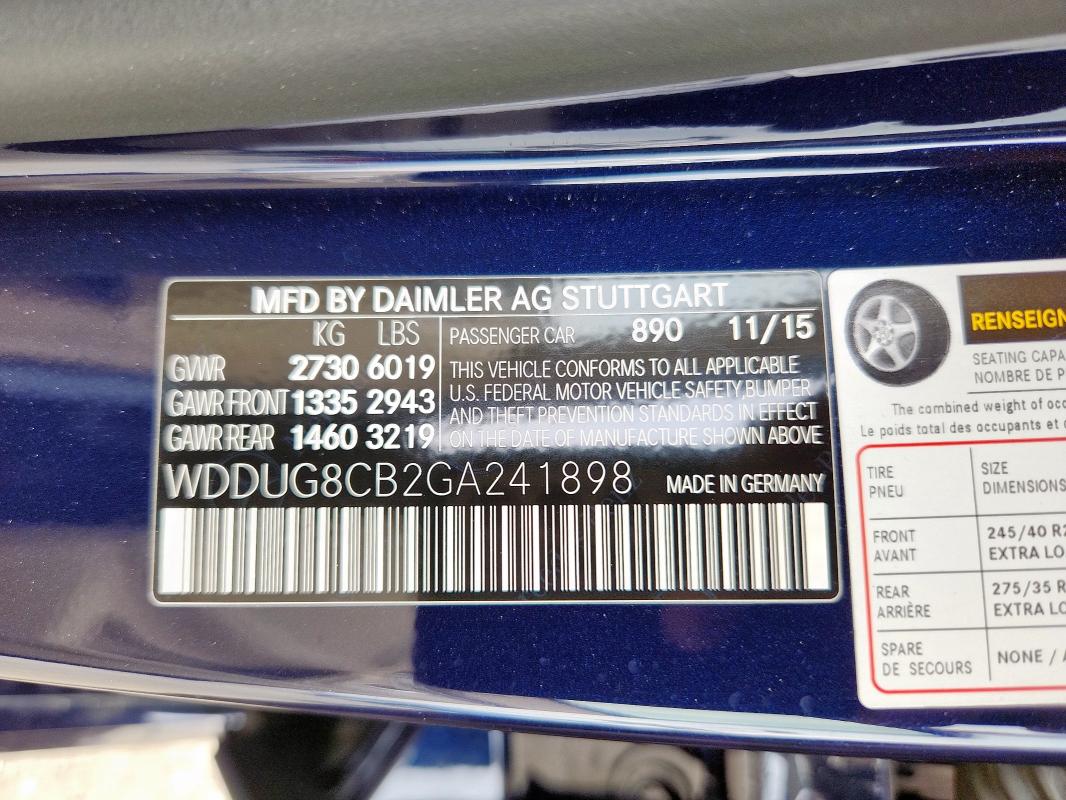 MFD BY DAIMLER AG STUTTGART
KG LBS
GVWR 2730 6019
GAWR FRONT 1335 2943
GAWR REAR 1460 3219
PASSENGER CAR 890 11/15
THIS VEHICLE CONFORMS TO ALL APPLICABLE
U.S. FEDERAL MOTOR VEHICLE SAFETY,BUMPER
AND THEFT PREVENTION STANDARDS IN EFFECT
ON THE DATE OF MANUFACTURE SHOWN ABOVE
WDDUG8CB2GA241898 MADE IN GERMANY
RENSEIGN
SEATING CAPA
NOMBRE DE P
The combined weight of occ
Le poids total des occupants et
TIRE
PNEU
SIZE
DIMENSIONS
FRONT
AVANT
245/40 R2
EXTRA LO
REAR
ARRIÈRE
275/35 R
EXTRA LO
SPARE
DE SECOURS
NONE /